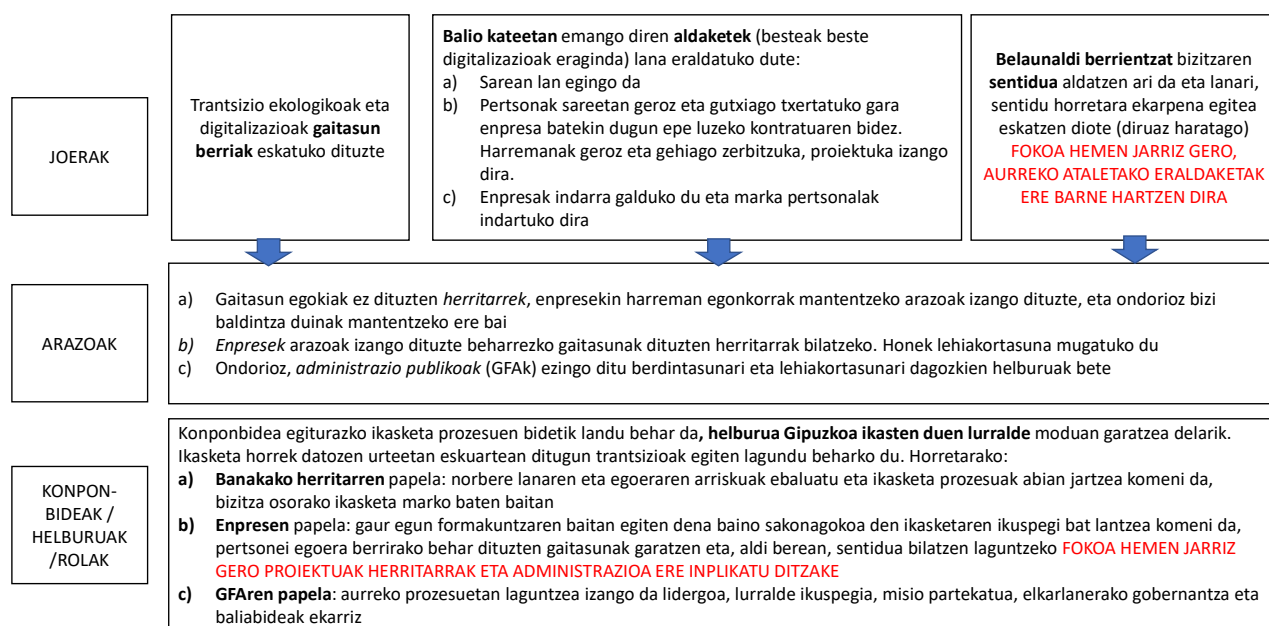 JOERAK
Trantsizio ekologikoak eta
digitalizazioak gaitasun
berriak eskatuko dituzte
Balio kateetan emango diren aldaketek (besteak beste
digitalizazioak eraginda) lana eraldatuko dute:
a) Sarean lan egingo da
b) Pertsonak sareetan geroz eta gutxiago txertatuko gara
enpresa batekin dugun epe luzeko kontratuaren bidez.
Harremanak geroz eta gehiago zerbitzuka, proiektuka izango
dira.
c) Enpresak indarra galduko du eta marka pertsonalak
indartuko dira
Belaunaldi berrientzat bizitzaren
sentidua aldatzen ari da eta lanari,
sentidu horretara ekarpena egitea
eskatzen diote (diruaz haratago)
FOKOA HEMEN JARRIZ GERO,
AURREKO ATALETAKO ERALDAKETAK
ERE BARNE HARTZEN DIRA
ARAZOAK
a) Gaitasun egokiak ez dituzten herritarrek, enpresekin harreman egonkorrak mantentzeko arazoak izango dituzte, eta ondorioz bizi
baldintza duinak mantentzeko ere bai
b) Enpresek arazoak izango dituzte beharrezko gaitasunak dituzten herritarrak bilatzeko. Honek lehiakortasuna mugatuko du
c) Ondorioz, administrazio publikoak (GFAk) ezingo ditu berdintasunari eta lehiakortasunari dagozkien helburuak bete
KONPON-
BIDEAK /
HELBURUAK
/ROLAK
Konponbidea egiturazko ikasketa prozesuen bidetik landu behar da, helburua Gipuzkoa ikasten duen lurralde moduan garatzea delarik.
Ikasketa horrek datozen urteetan eskuartean ditugun trantsizioak egiten lagundu beharko du. Horretarako:
a) Banakako herritarren papela: norbere lanaren eta egoeraren arriskuak ebaluatu eta ikasketa prozesuak abian jartzea komeni da,
bizitza osorako ikasketa marko baten baitan
b) Enpresen papela: gaur egun formakuntzaren baitan egiten dena baino sakonagokoa den ikasketaren ikuspegi bat lantzea komeni da,
pertsonei egoera berrirako behar dituzten gaitasunak garatzen eta, aldi berean, sentidua bilatzen laguntzeko FOKOA HEMEN JARRIZ
GERO PROIEKTUAK HERRITARRAK ETA ADMINISTRAZIOA ERE INPLIKATU DITZAKE
c) GFAren papela: aurreko prozesuetan laguntzea izango da lidergoa, lurralde ikuspegia, misio partekatua, elkarlanerako gobernantza eta
baliabideak ekarriz